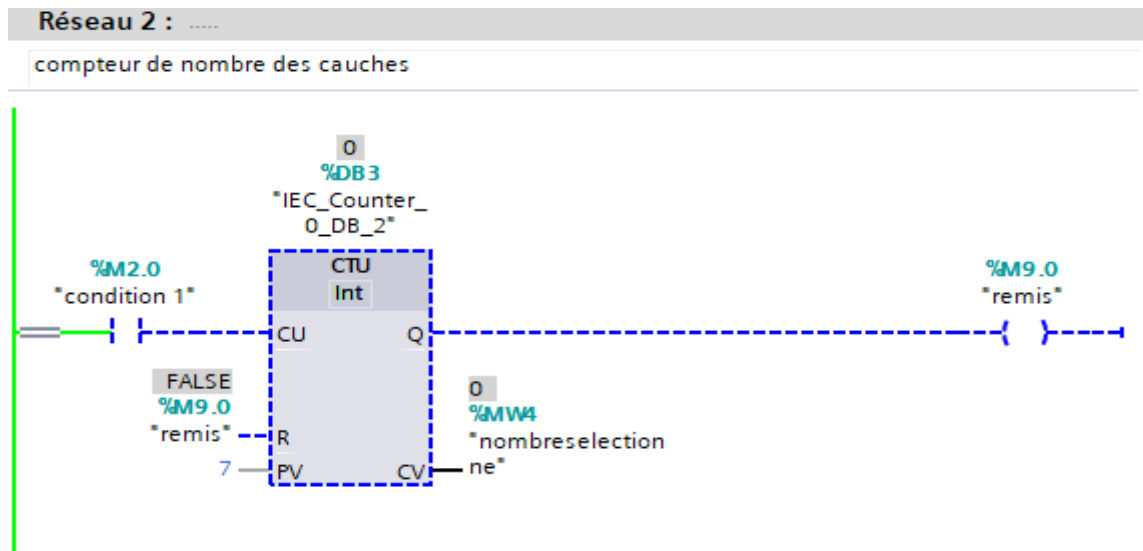 Réseau 2 : .....
compteur de nombre des cauches
0
%DB3
"IEC_Counter_
0_DB_2"
%M2.0
"condition 1"
CTU
Int
%M9.0
"remis"
CU
Q
FALSE
%M9.0
"remis"
R
0
%MW4
"nombreselection
ne"
7
PV
CV